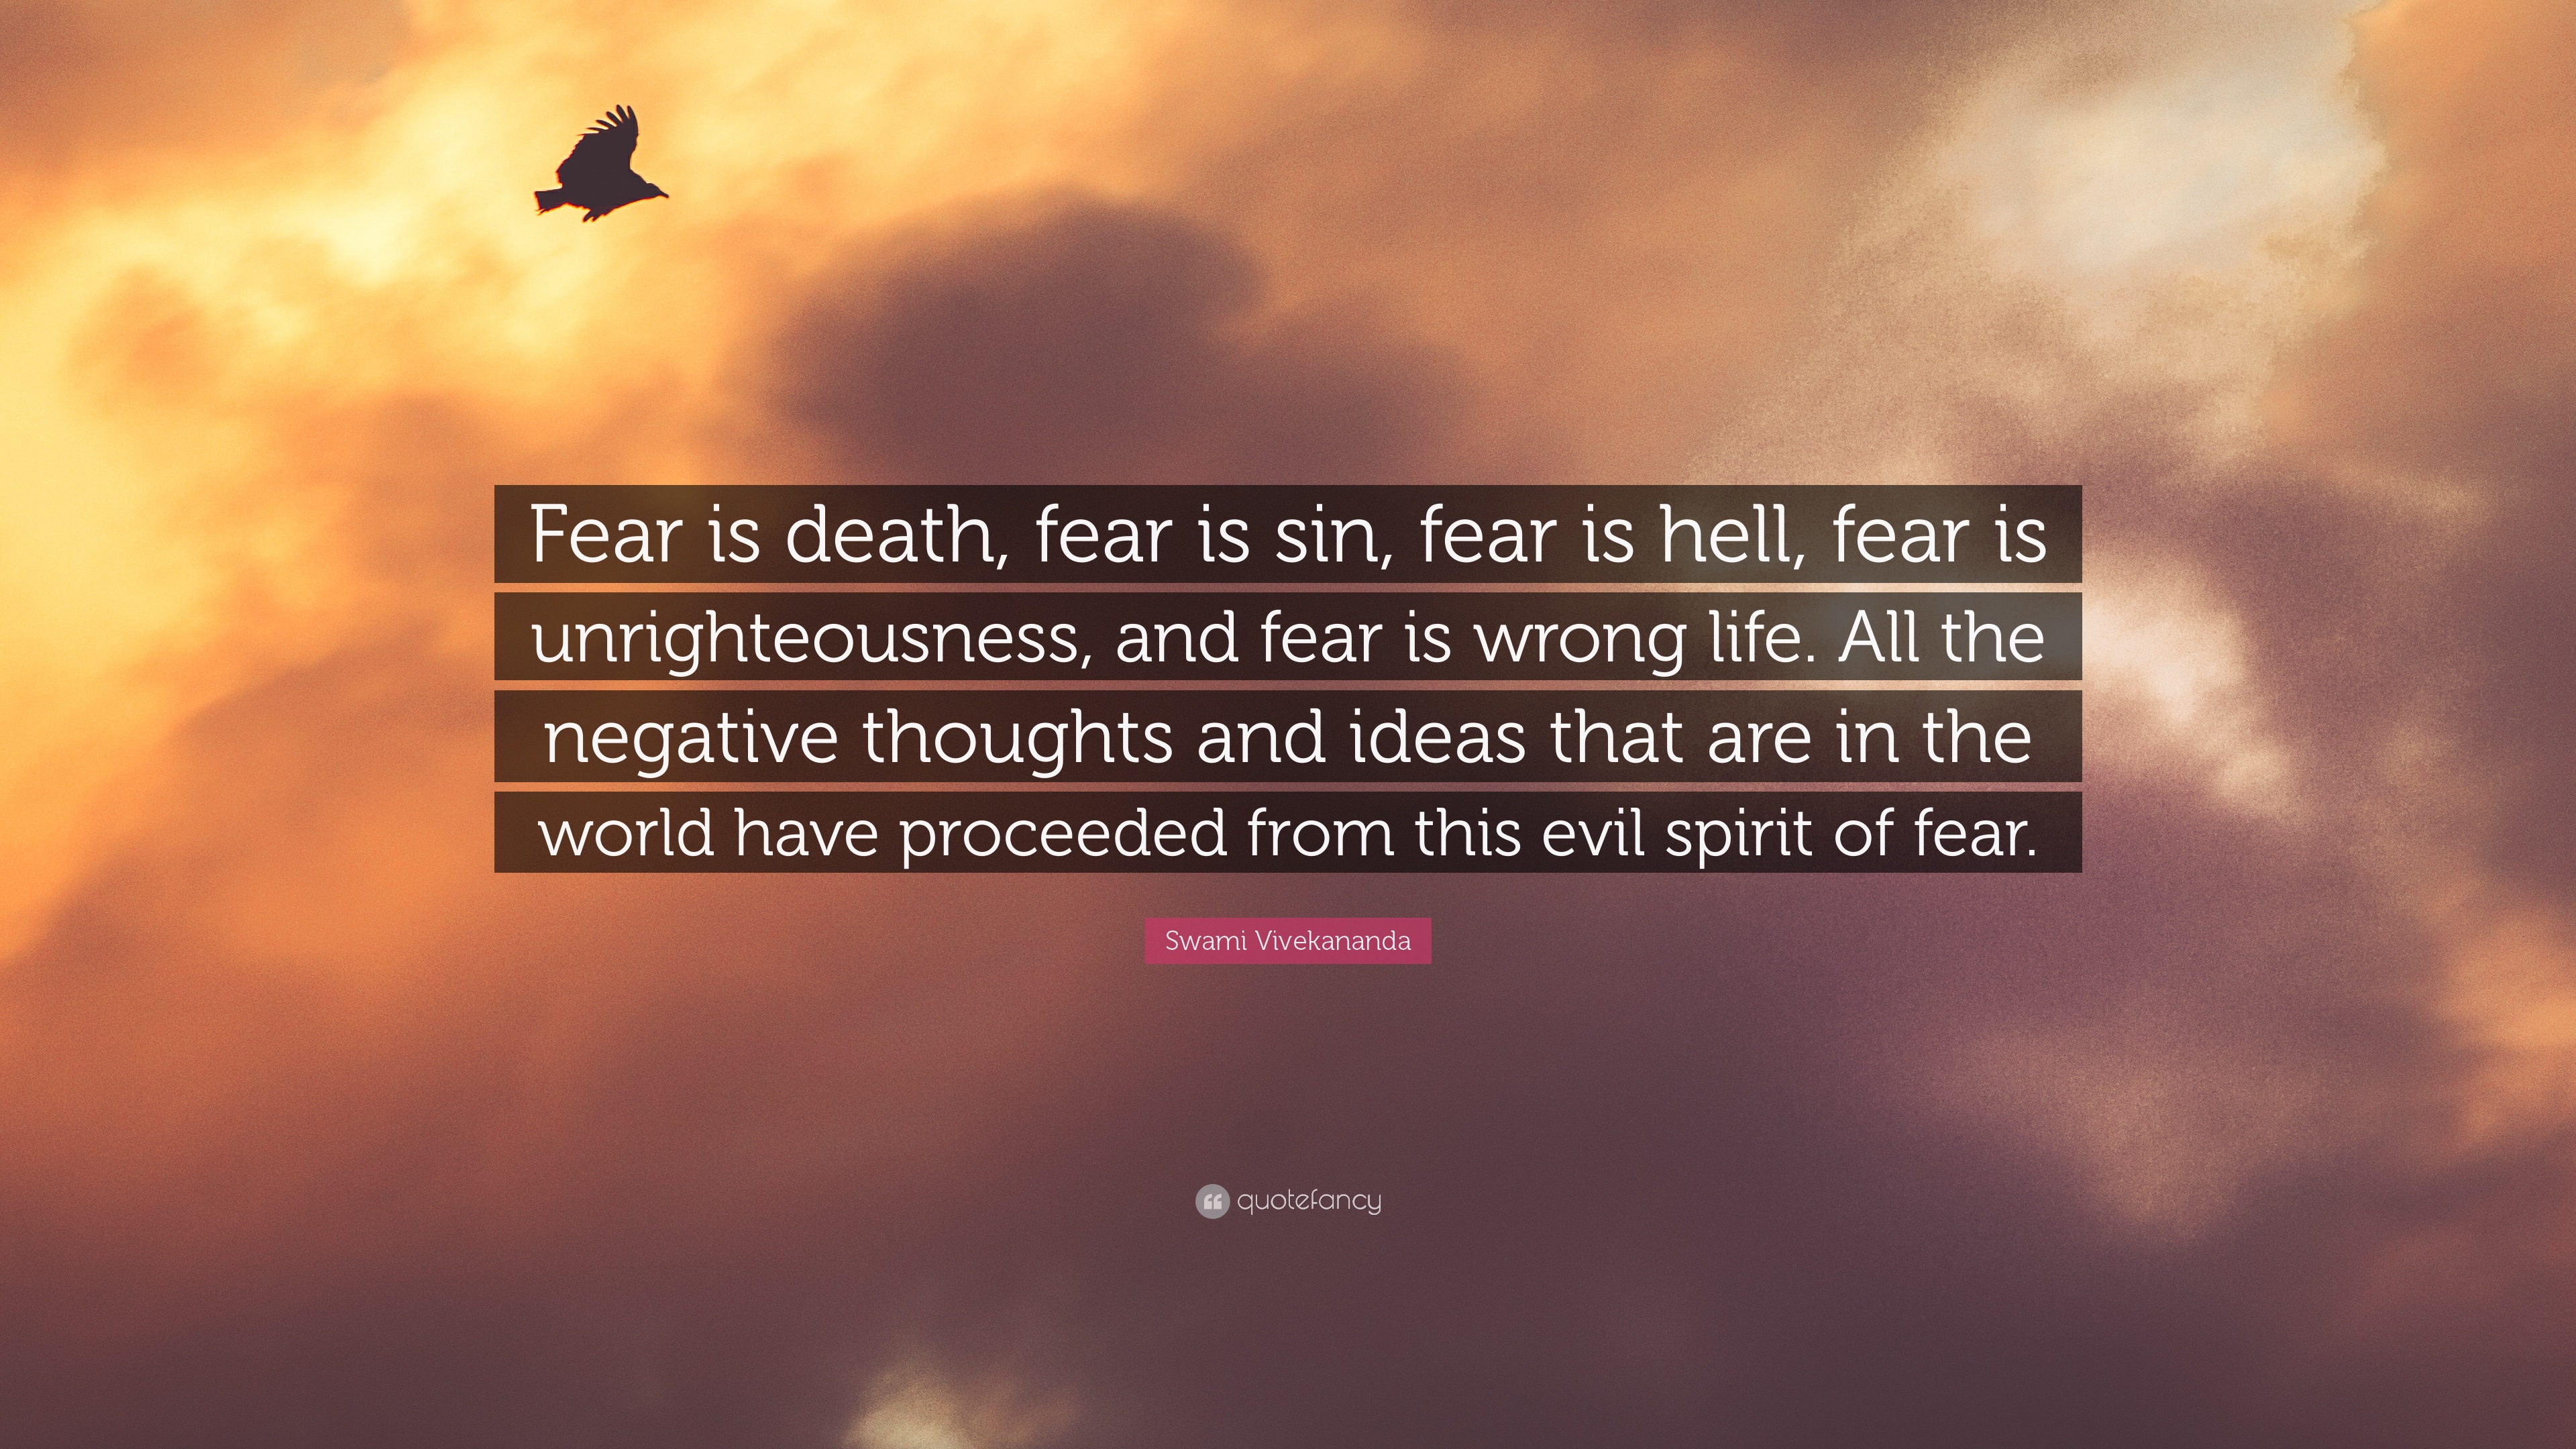 Fear is death, fear is sin, fear is hell, fear is
unrighteousness, and fear is wrong life. All the
negative thoughts and ideas that are in the
world have proceeded from this evil spirit of fear.
Swami Vivekananda
quotefancy